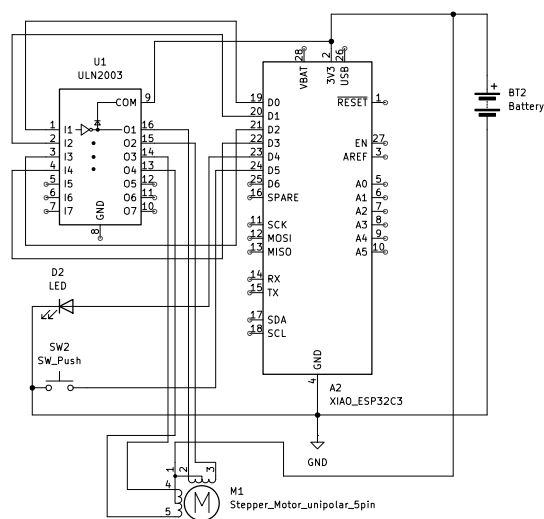 U1
ULN2003
COM
9
1
I1
O1
16
2
I2
O2
15
3
I3
O3
14
4
I4
O4
13
5
I5
O5
12
6
I6
O6
11
7
I7
O7
10
GND
8
28
VBAT
2
3V3
26
USB
19
D0
RESET
1
20
D1
21
D2
22
D3
EN
27
23
D4
AREF
3
24
D5
25
D6
A0
5
16
SPARE
A1
6
A2
7
11
SCK
A3
8
12
MOSI
A4
9
13
MISO
A5
10
14
RX
15
TX
17
SDA
18
SCL
GND
4
A2
XIAO_ESP32C3
+
BT2
Battery
D2
LED
SW2
SW_Push
GND
1
2
3
4
5
M
M1
Stepper_Motor_unipolar_5pin